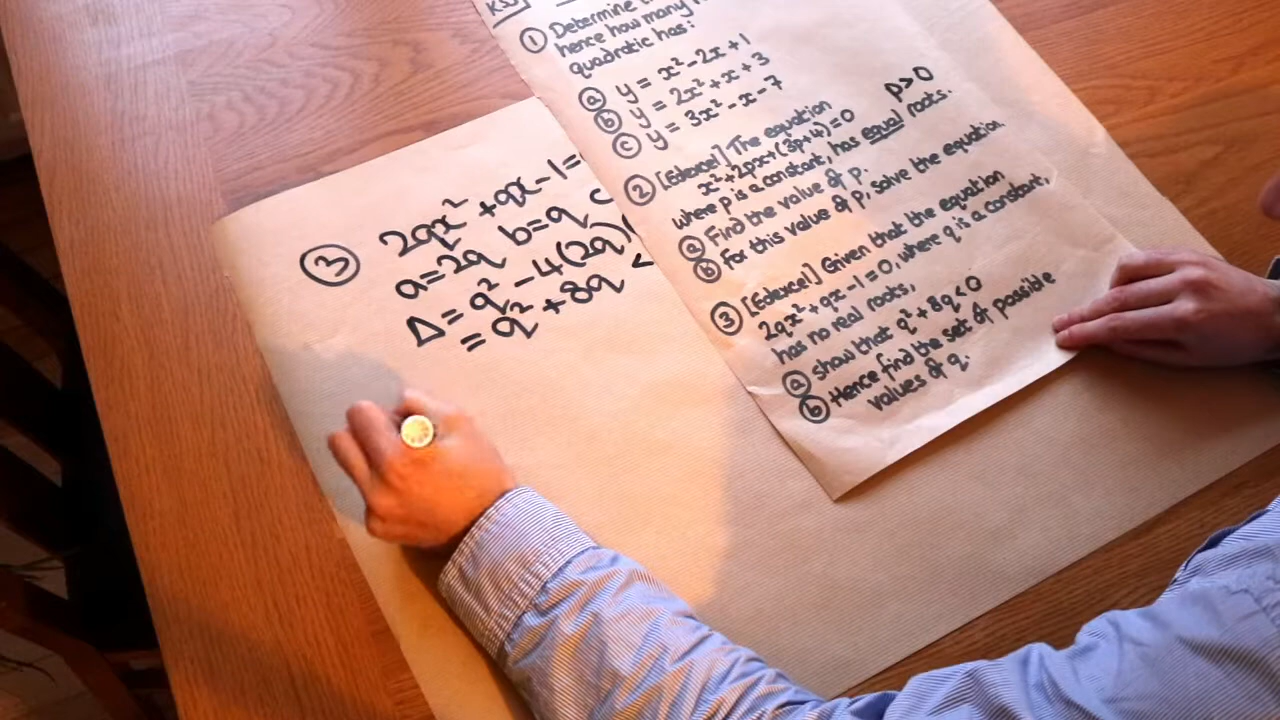 ③ 2qx² + qx - 1 =
a = 2q b = q c
Δ = q² - 4(2q)(
= q² + 8q <
① Determine
hence how many
quadratic has:
ⓐ y = x² - 2x + 1
ⓑ y = 2x² + x + 3
ⓒ y = 3x² - x - 7
② [Edexcel] The equation
x² + 2px + (3p+4) = 0 p > 0
where p is a constant, has equal roots.
ⓐ Find the value of p.
ⓑ For this value of p, solve the equation.
③ [Edexcel] Given that the equation
2qx² + qx - 1 = 0, where q is a constant,
has no real roots,
ⓐ show that q² + 8q < 0
ⓑ Hence find the set of possible
values of q.